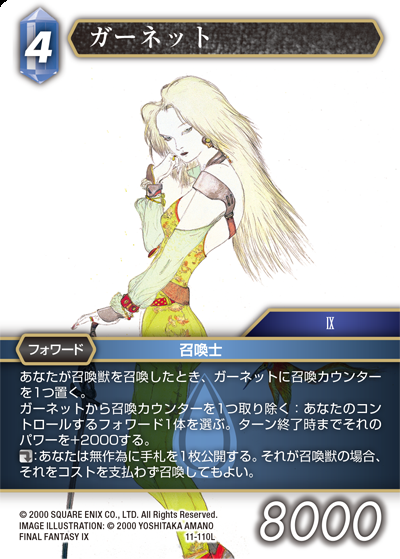 4
ガーネット
Ⅸ
フォワード
召喚士
あなたが召喚獣を召喚したとき、ガーネットに召喚カウンター
を1つ置く。
ガーネットから召喚カウンターを1つ取り除く：あなたのコント
ロールするフォワード1体を選ぶ。ターン終了時までそれの
パワーを+2000する。
：あなたは無作為に手札を1枚公開する。それが召喚獣の場合、
それをコストを支払わず召喚してもよい。
© 2000 SQUARE ENIX CO., LTD. All Rights Reserved.
IMAGE ILLUSTRATION: © 2000 YOSHITAKA AMANO
FINAL FANTASY IX
11-110L
8000